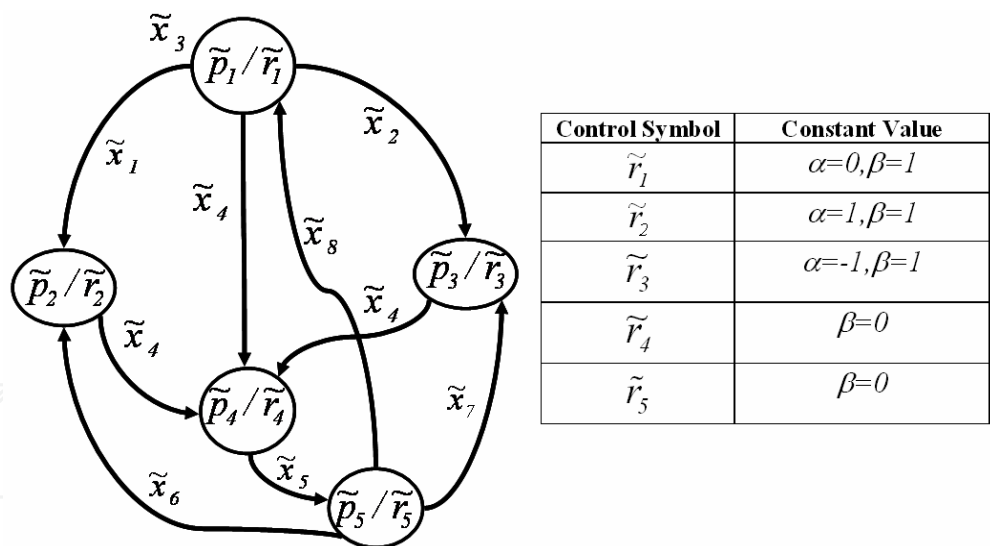 x̃₃
p̃₁/r̃₁
x̃₂
x̃₁
x̃₄
x̃₈
p̃₂/r̃₂
p̃₃/r̃₃
x̃₄
x̃₄
p̃₄/r̃₄
x̃₇
x̃₅
x̃₆
p̃₅/r̃₅
Control Symbol Constant Value
r̃₁ α=0,β=1
r̃₂ α=1,β=1
r̃₃ α=-1,β=1
r̃₄ β=0
r̃₅ β=0